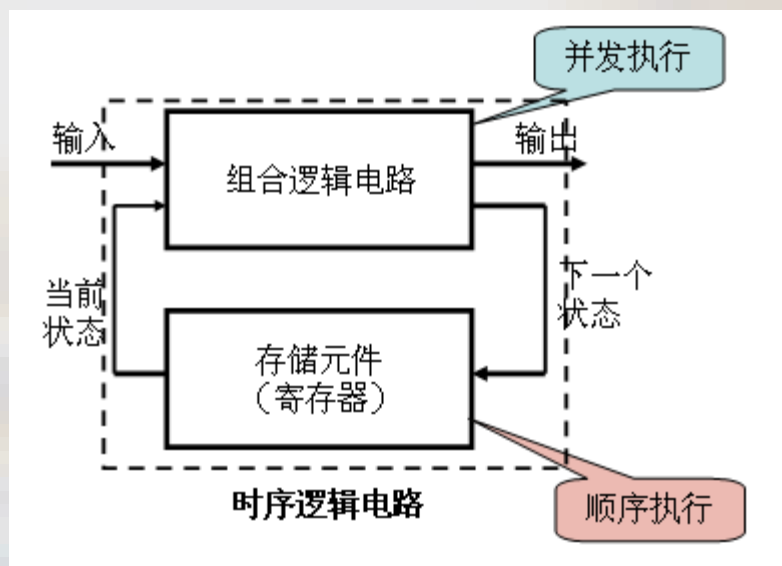 并发执行
输入
输出
组合逻辑电路
当前
状态
下一个
状态
存储元件
（寄存器）
时序逻辑电路
顺序执行